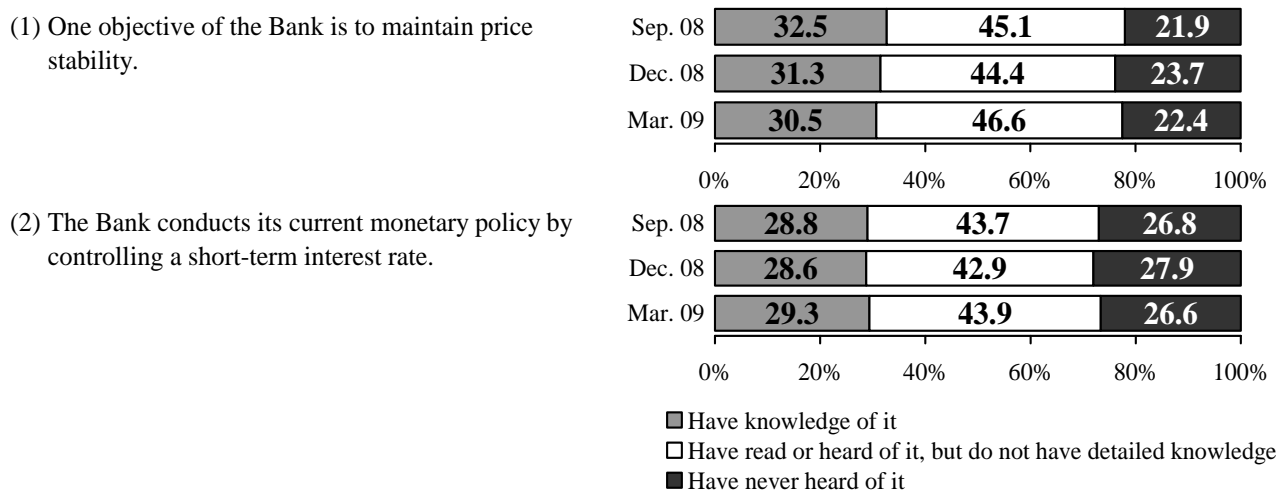 (1) One objective of the Bank is to maintain price
stability.
Sep. 08 32.5 45.1 21.9
Dec. 08 31.3 44.4 23.7
Mar. 09 30.5 46.6 22.4
0% 20% 40% 60% 80% 100%
(2) The Bank conducts its current monetary policy by
controlling a short-term interest rate.
Sep. 08 28.8 43.7 26.8
Dec. 08 28.6 42.9 27.9
Mar. 09 29.3 43.9 26.6
0% 20% 40% 60% 80% 100%
Have knowledge of it
Have read or heard of it, but do not have detailed knowledge
Have never heard of it